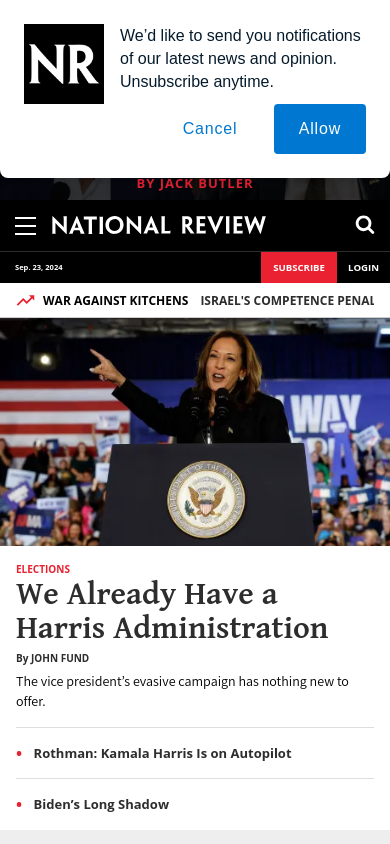 NR
We’d like to send you notifications
of our latest news and opinion.
Unsubscribe anytime.
Cancel
Allow
BY JACK BUTLER
NATIONAL REVIEW
Sep. 23, 2024
SUBSCRIBE
LOGIN
WAR AGAINST KITCHENS
ISRAEL'S COMPETENCE PENAL
WAY
ELECTIONS
We Already Have a
Harris Administration
By JOHN FUND
The vice president’s evasive campaign has nothing new to
offer.
• Rothman: Kamala Harris Is on Autopilot
• Biden’s Long Shadow